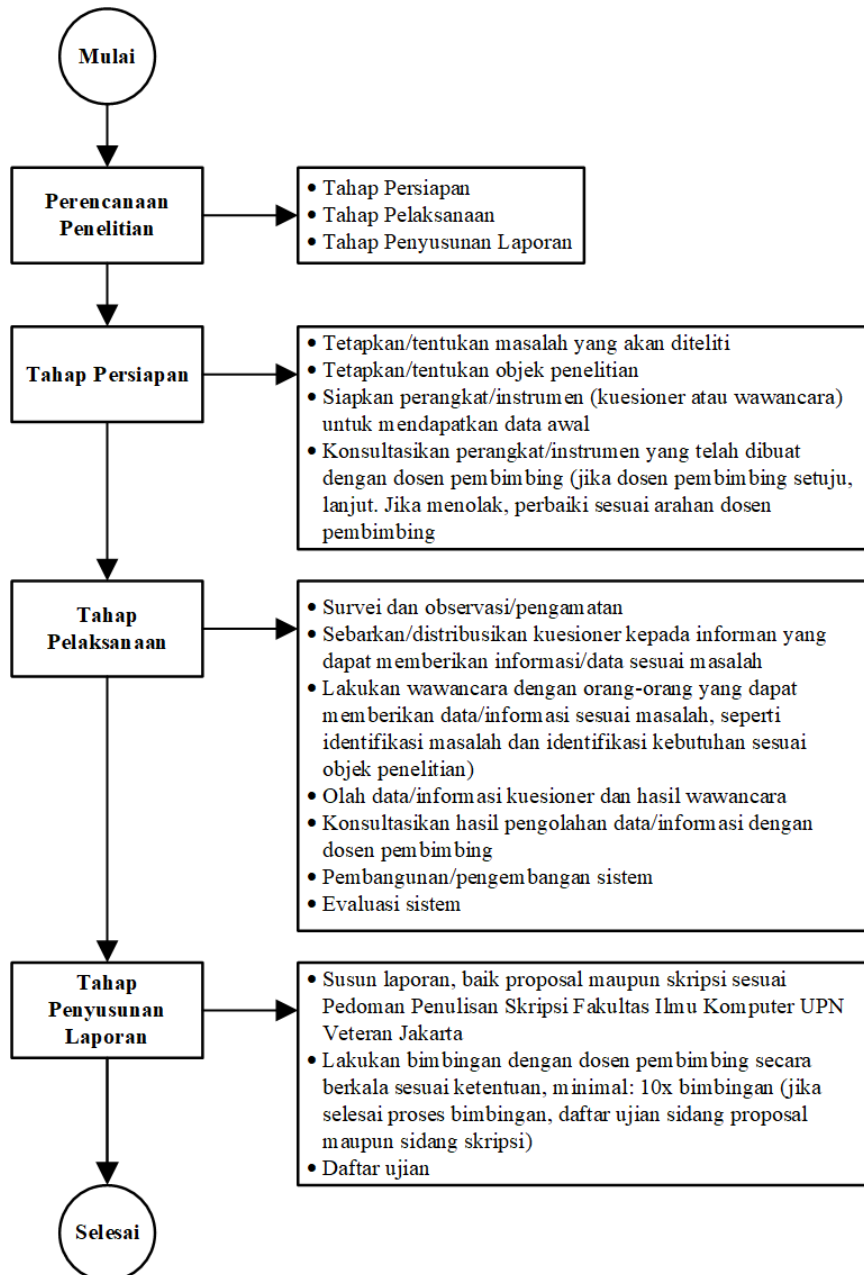 Mulai
Perencanaan
Penelitian
• Tahap Persiapan
• Tahap Pelaksanaan
• Tahap Penyusunan Laporan
Tahap Persiapan
• Tetapkan/tentukan masalah yang akan diteliti
• Tetapkan/tentukan objek penelitian
• Siapkan perangkat/instrumen (kuesioner atau wawancara)
untuk mendapatkan data awal
• Konsultasikan perangkat/instrumen yang telah dibuat
dengan dosen pembimbing (jika dosen pembimbing setuju,
lanjut. Jika menolak, perbaiki sesuai arahan dosen
pembimbing
Tahap
Pelaksanaan
• Survei dan observasi/pengamatan
• Sebarkan/distribusikan kuesioner kepada informan yang
dapat memberikan informasi/data sesuai masalah
• Lakukan wawancara dengan orang-orang yang dapat
memberikan data/informasi sesuai masalah, seperti
identifikasi masalah dan identifikasi kebutuhan sesuai
objek penelitian)
• Olah data/informasi kuesioner dan hasil wawancara
• Konsultasikan hasil pengolahan data/informasi dengan
dosen pembimbing
• Pembangunan/pengembangan sistem
• Evaluasi sistem
Tahap
Penyusunan
Laporan
• Susun laporan, baik proposal maupun skripsi sesuai
Pedoman Penulisan Skripsi Fakultas Ilmu Komputer UPN
Veteran Jakarta
• Lakukan bimbingan dengan dosen pembimbing secara
berkala sesuai ketentuan, minimal: 10x bimbingan (jika
selesai proses bimbingan, daftar ujian sidang proposal
maupun sidang skripsi)
• Daftar ujian
Selesai